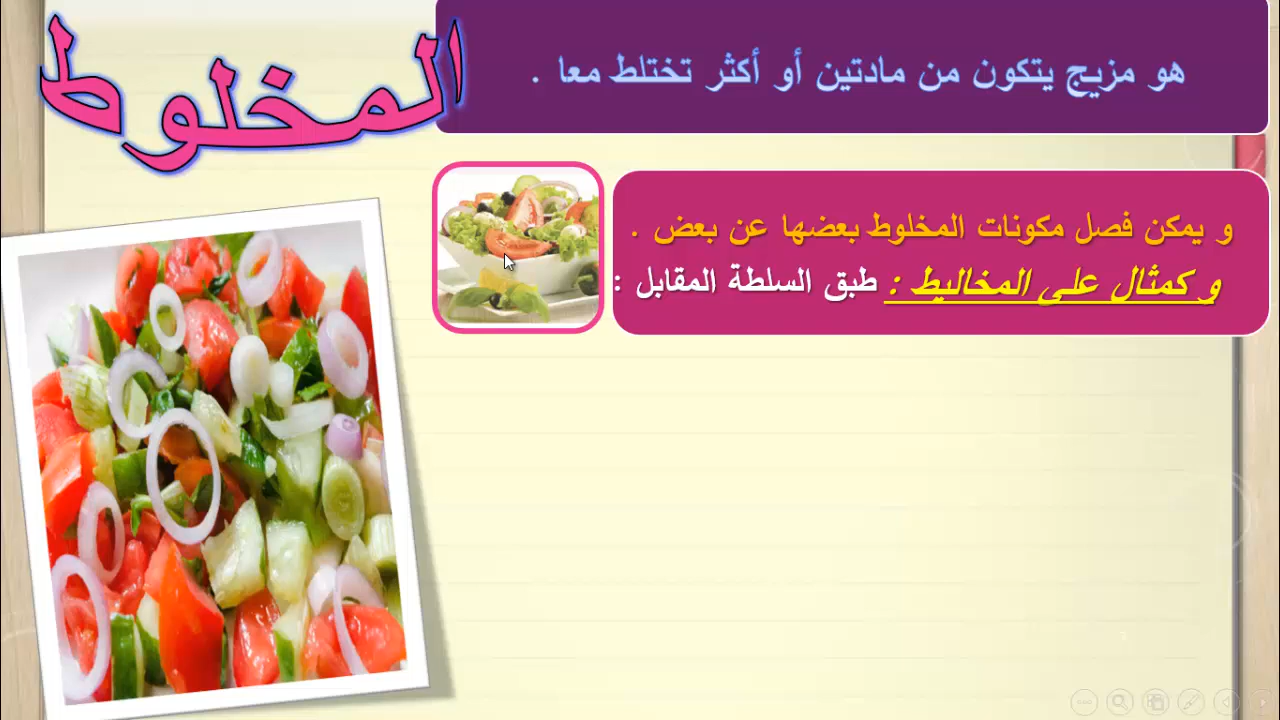 المخلوط
هو مزيج يتكون من مادتين أو أكثر تختلط معا .
و يمكن فصل مكونات المخلوط بعضها عن بعض .
و كمثال على المخاليط : طبق السلطة المقابل :